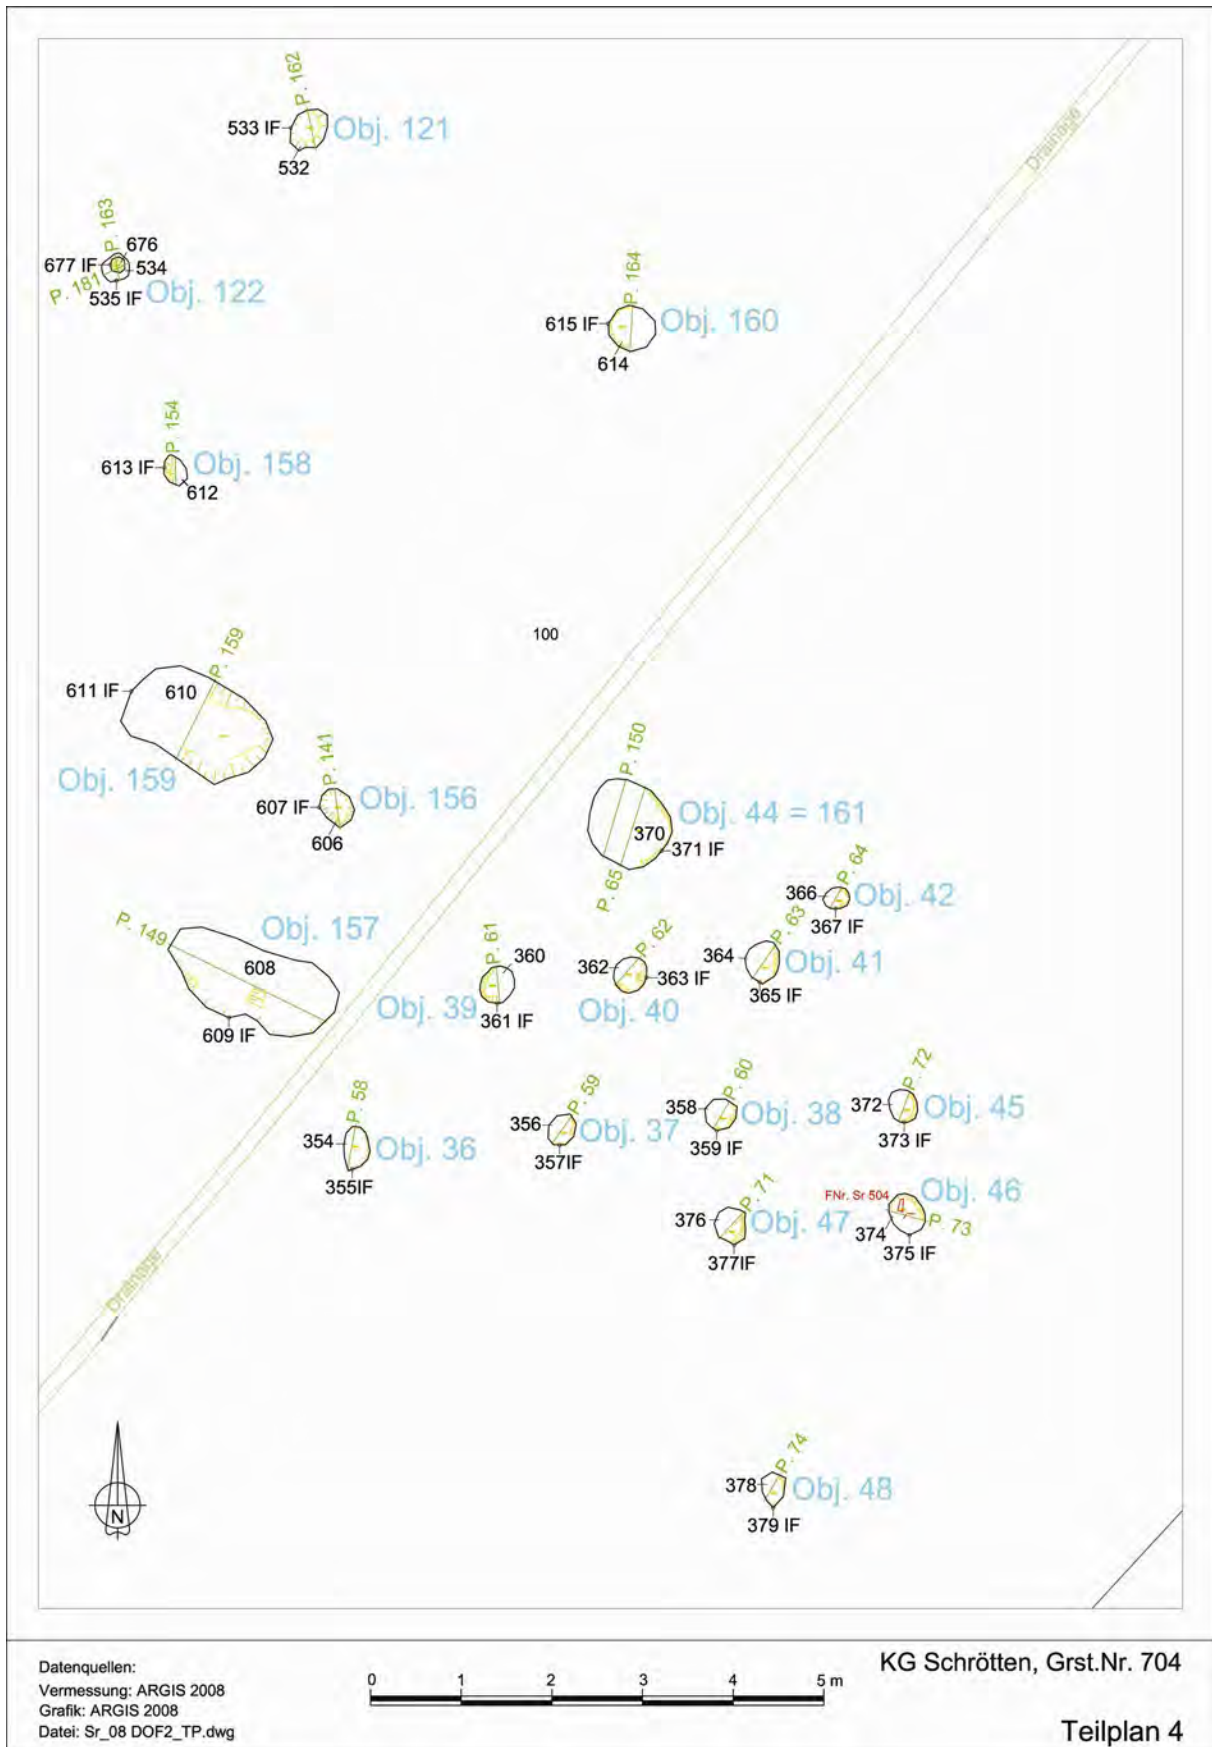 P. 162
533 IF
Obj. 121
532
Drainage
P. 163
676
677 IF
534
P. 181
535 IF
Obj. 122
P. 164
615 IF
Obj. 160
614
P. 154
613 IF
Obj. 158
612
100
P. 159
611 IF
610
Obj. 159
P. 141
607 IF
Obj. 156
606
P. 150
Obj. 44 = 161
370
371 IF
P. 65
P. 64
366
Obj. 42
367 IF
P. 149
Obj. 157
608
609 IF
P. 61
360
Obj. 39
361 IF
P. 62
362
363 IF
Obj. 40
P. 63
364
Obj. 41
365 IF
P. 58
354
Obj. 36
355IF
P. 59
356
Obj. 37
357IF
P. 60
358
Obj. 38
359 IF
P. 72
372
Obj. 45
373 IF
P. 71
376
Obj. 47
377IF
FNr. Sr 504
Obj. 46
374
P. 73
375 IF
Drainage
P. 74
378
Obj. 48
379 IF
N
Datenquellen:
Vermessung: ARGIS 2008
Grafik: ARGIS 2008
Datei: Sr_08 DOF2_TP.dwg
0 1 2 3 4 5 m
KG Schrötten, Grst.Nr. 704
Teilplan 4